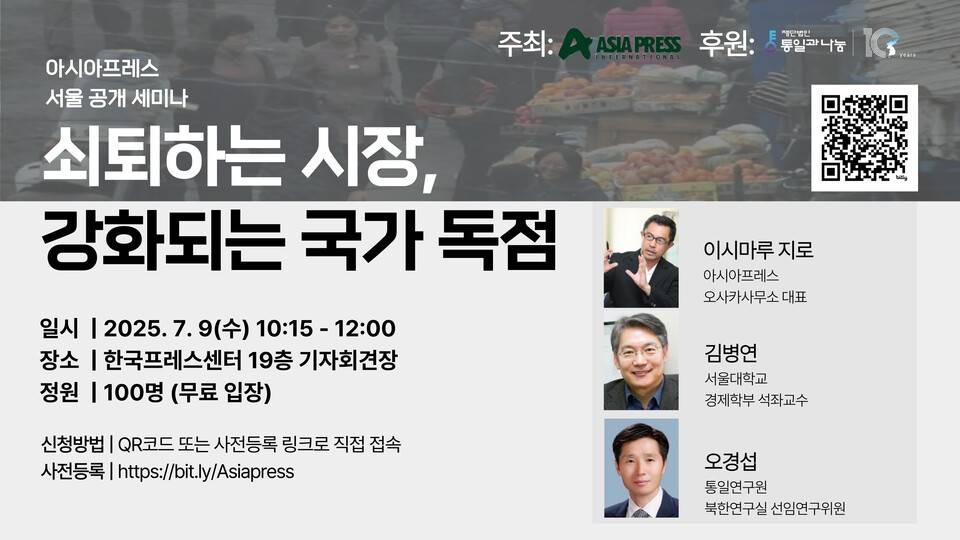 주최: ASIA PRESS INTERNATIONAL 후원: 재단법인 통일과나눔 10 years
아시아프레스
서울 공개 세미나
쇠퇴하는 시장,
강화되는 국가 독점
bitly
일시 | 2025. 7. 9(수) 10:15 - 12:00
장소 | 한국프레스센터 19층 기자회견장
정원 | 100명 (무료 입장)
신청방법 | QR코드 또는 사전등록 링크로 직접 접속
사전등록 | https://bit.ly/Asiapress
이시마루 지로
아시아프레스
오사카사무소 대표
김병연
서울대학교
경제학부 석좌교수
오경섭
통일연구원
북한연구실 선임연구위원